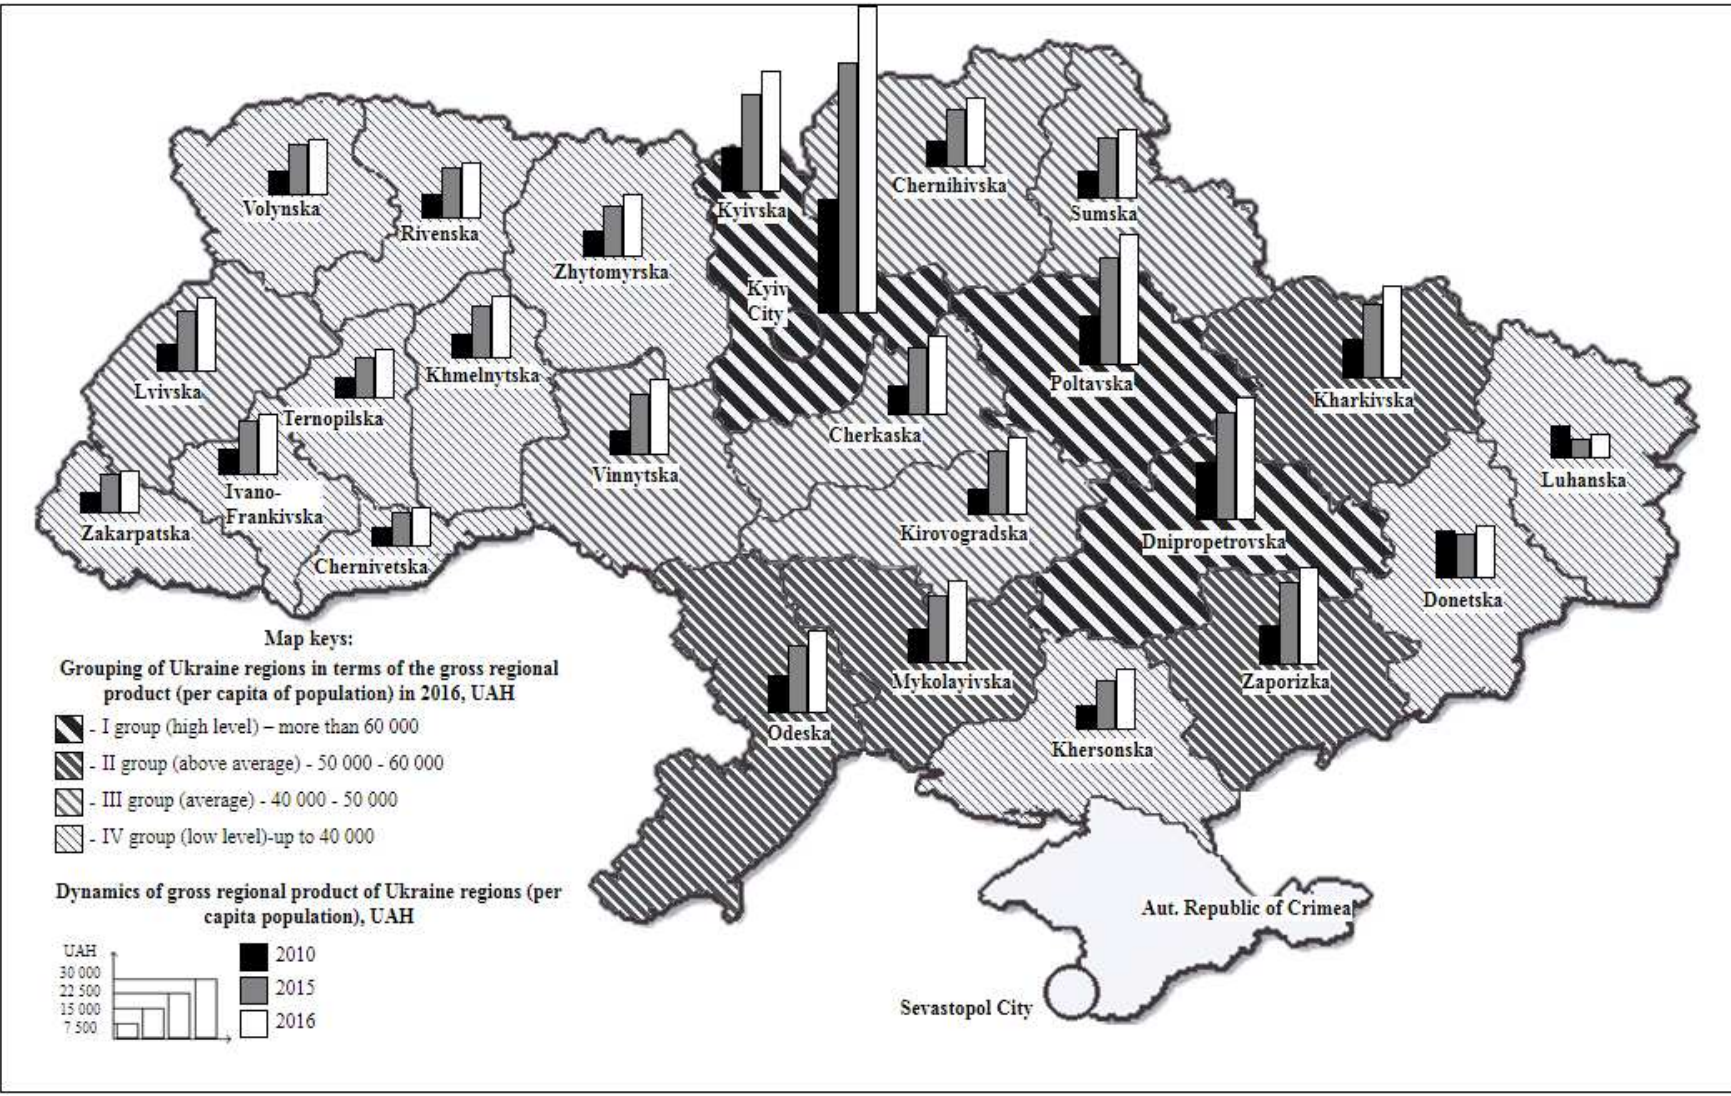 Volynska
Rivenska
Zhytomyrska
Kyivska
Kyiv
City
Chernihivska
Sumska
Lvivska
Ternopilska
Khmelnytska
Vinnytska
Cherkaska
Poltavska
Kharkivska
Luhanska
Zakarpatska
Ivano-
Frankivska
Chernivetska
Kirovogradska
Dnipropetrovska
Donetska
Odeska
Mykolayivska
Khersonska
Zaporizka
Aut. Republic of Crimea
Sevastopol City
Map keys:
Grouping of Ukraine regions in terms of the gross regional
product (per capita of population) in 2016, UAH
- I group (high level) – more than 60 000
- II group (above average) - 50 000 - 60 000
- III group (average) - 40 000 - 50 000
- IV group (low level)-up to 40 000
Dynamics of gross regional product of Ukraine regions (per
capita population), UAH
UAH
30 000
22 500
15 000
7 500
2010
2015
2016